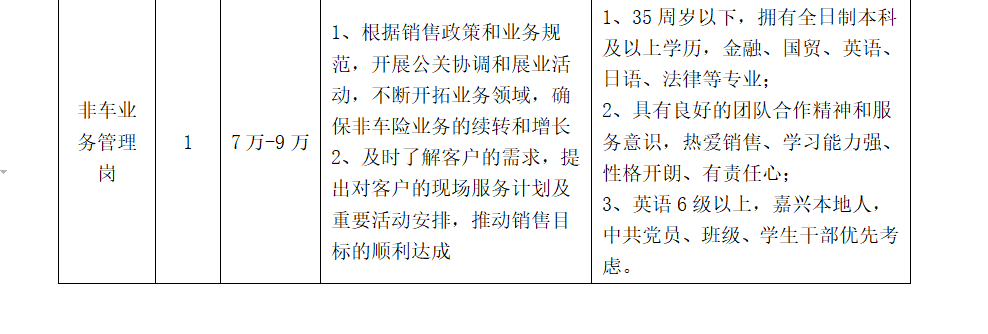 非车业
务管理
岗
1
7万-9万
1、根据销售政策和业务规
范，开展公关协调和展业活
动，不断开拓业务领域，确
保非车险业务的续转和增长
2、及时了解客户的需求，提
出对客户的现场服务计划及
重要活动安排，推动销售目
标的顺利达成
1、35周岁以下，拥有全日制本科
及以上学历，金融、国贸、英语、
日语、法律等专业；
2、具有良好的团队合作精神和服
务意识，热爱销售、学习能力强、
性格开朗、有责任心；
3、英语6级以上，嘉兴本地人，
中共党员、班级、学生干部优先考
虑。